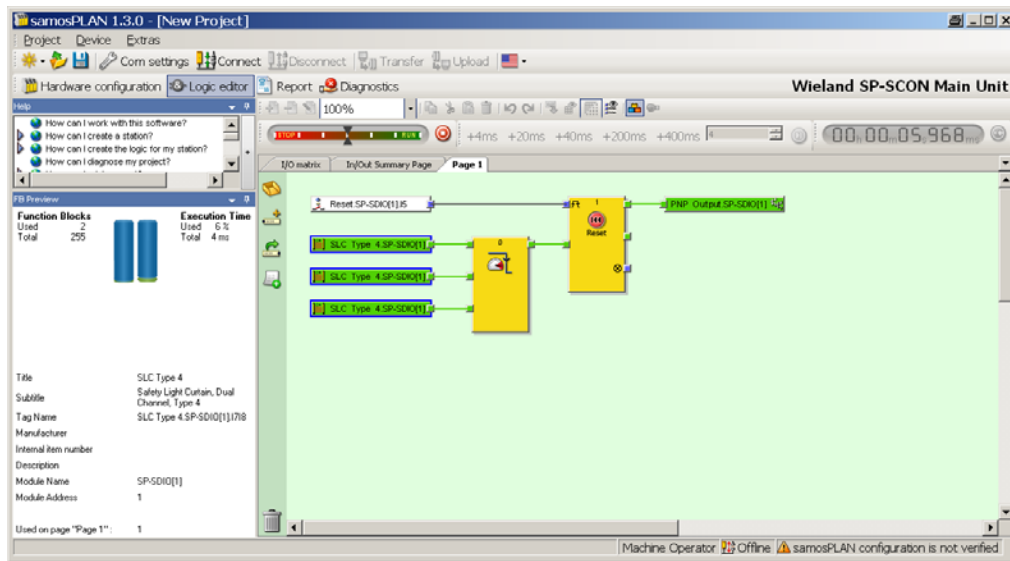 samosPLAN 1.3.0 - [New Project]
Project Device Extras
Com settings Connect Disconnect Transfer Upload
Hardware configuration Logic editor Report Diagnostics Wieland SP-SCON Main Unit
Help
100%
How can I work with this software?
How can I create a station?
How can I create the logic for my station?
How can I diagnose my project?
STOP RUN +4ms +20ms +40ms +200ms +400ms 00h 00m 05,968ms
I/O matrix In/Out Summary Page Page 1
FB Preview
Function Blocks Execution Time
Used 2 Used 6 %
Total 255 Total 4 ms
Reset.SP-SDIO[1].I5
1
Reset
PNP Output.SP-SDIO[1]
SLC Type 4.SP-SDIO[1]
0
SLC Type 4.SP-SDIO[1]
SLC Type 4.SP-SDIO[1]
Title SLC Type 4
Subtitle Safety Light Curtain, Dual
Channel, Type 4
Tag Name SLC Type 4.SP-SDIO[1].I7I8
Manufacturer
Internal item number
Description
Module Name SP-SDIO[1]
Module Address 1
Used on page "Page 1" : 1
Machine Operator Offline samosPLAN configuration is not verified